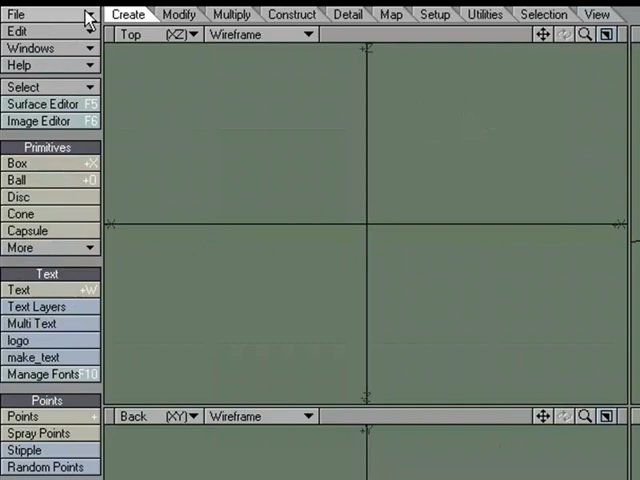 File
Create Modify Multiply Construct Detail Map Setup Utilities Selection View
Edit
Top (XZ) Wireframe
Windows
Help
Select
Surface Editor F5
Image Editor F6
Primitives
Box +X
Ball +O
Disc
Cone
Capsule
More
Text
Text +W
Text Layers
Multi Text
logo
make_text
Manage Fonts F10
Points
Points +
Back (XY) Wireframe
Spray Points
Stipple
Random Points